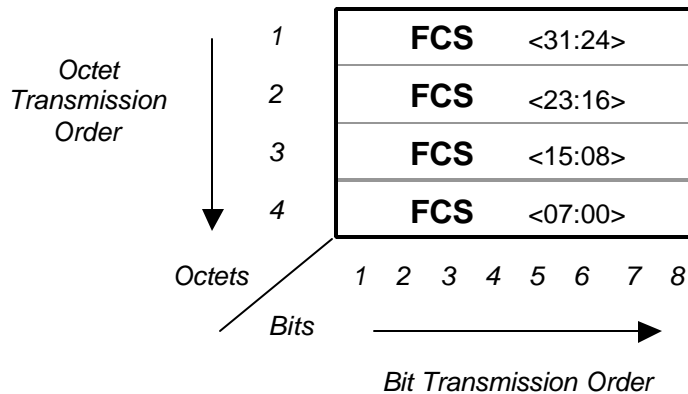 1 FCS <31:24>
Octet Transmission Order
2 FCS <23:16>
3 FCS <15:08>
4 FCS <07:00>
Octets 1 2 3 4 5 6 7 8
Bits
Bit Transmission Order